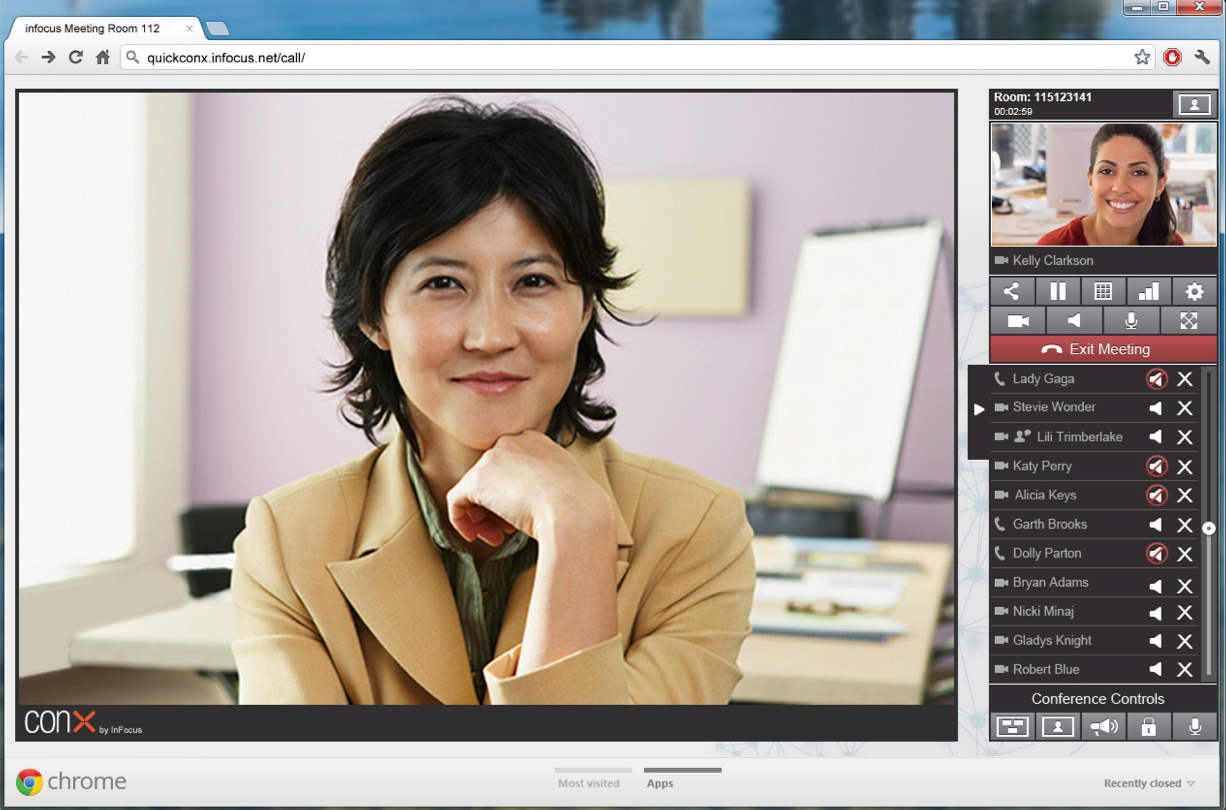 infocus Meeting Room 112
quickconx.infocus.net/call/
Room: 115123141
00:02:59
Kelly Clarkson
Exit Meeting
Lady Gaga
Stevie Wonder
Lili Trimberlake
Katy Perry
Alicia Keys
Garth Brooks
Dolly Parton
Bryan Adams
Nicki Minaj
Gladys Knight
Robert Blue
Conference Controls
conX by InFocus
chrome
Most visited
Apps
Recently closed